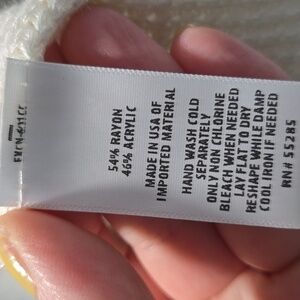 54% RAYON
46% ACRYLIC
MADE IN USA OF
IMPORTED MATERIAL
HAND WASH COLD
SEPARATELY
ONLY NON CHLORINE
BLEACH WHEN NEEDED
LAY FLAT TO DRY
RESHAPE WHILE DAMP
COOL IRON IF NEEDED
RN# 55285